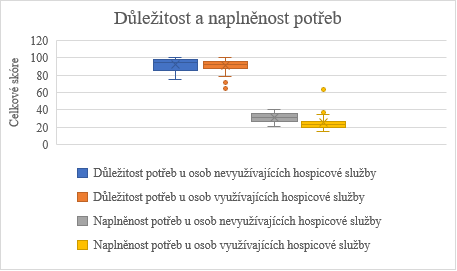 Důležitost a naplněnost potřeb
Celkové skóre
120
100
80
60
40
20
0
Důležitost potřeb u osob nevyužívajících hospicové služby
Důležitost potřeb u osob využívajících hospicové služby
Naplněnost potřeb u osob nevyužívajících hospicové služby
Naplněnost potřeb u osob využívajících hospicové služby